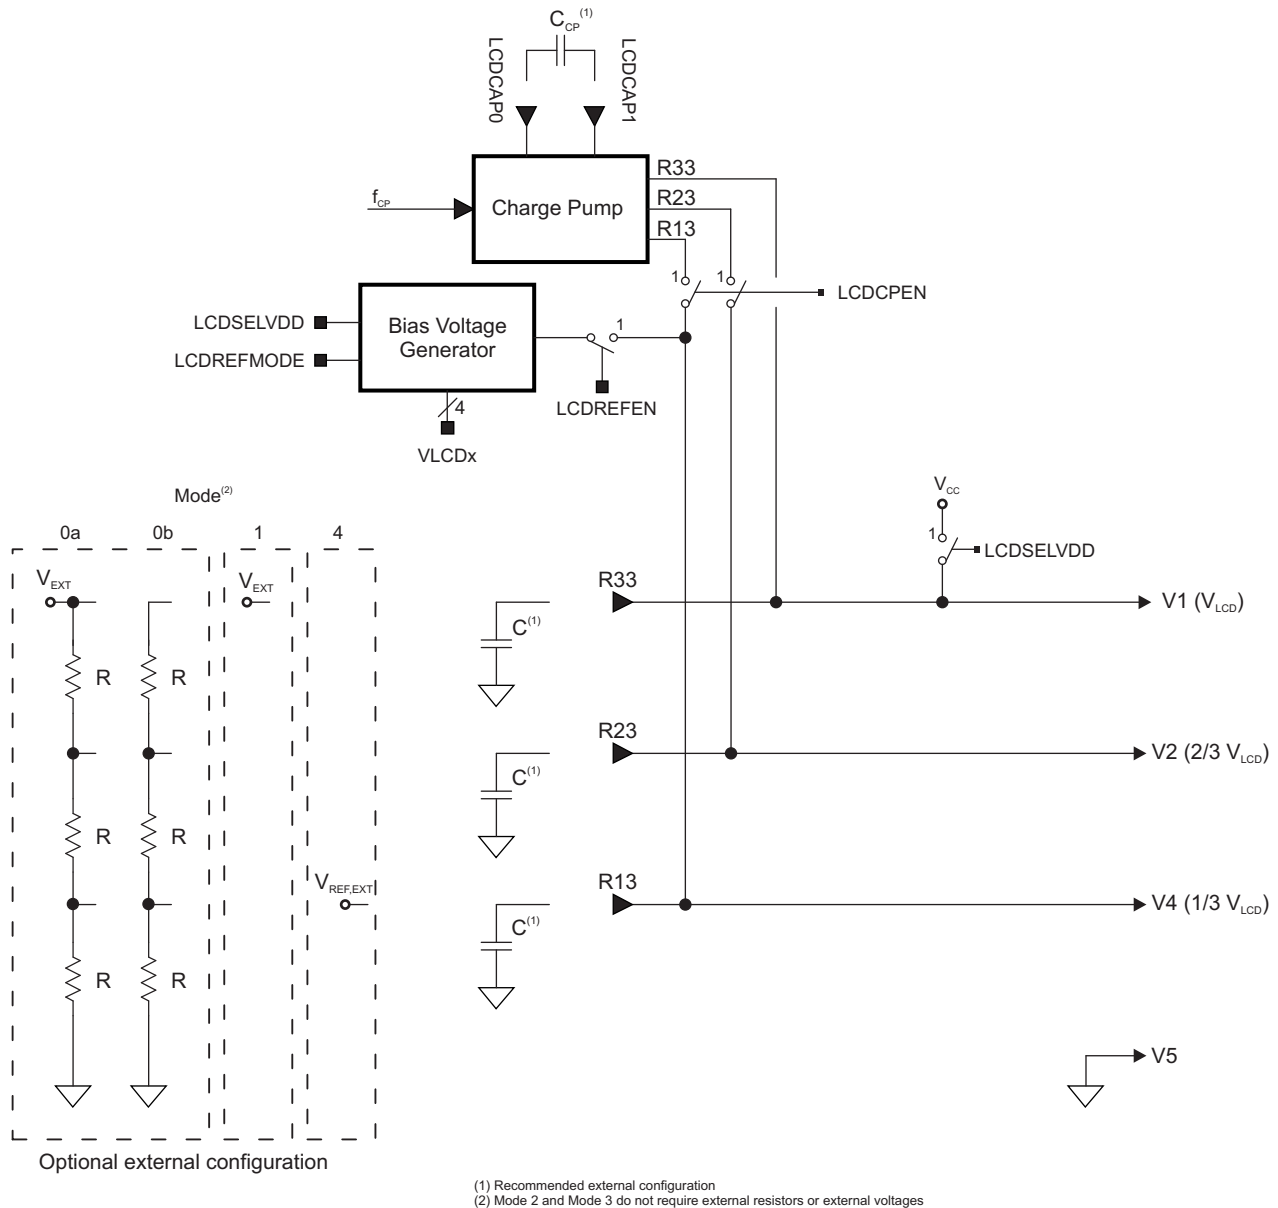 C_CP(1)
LCDCAP0
LCDCAP1
R33
f_CP
Charge Pump
R23
R13
1
1
LCDCPEN
LCDSELVDD
Bias Voltage
Generator
1
LCDREFMODE
LCDREFEN
4
VLCDx
Mode(2)
0a 0b 1 4
V_CC
1
LCDSELVDD
V_EXT
V_EXT
R33
V1 (V_LCD)
C(1)
R R
R23
V2 (2/3 V_LCD)
C(1)
R R
V_REF,EXT
R13
V4 (1/3 V_LCD)
C(1)
R R
V5
Optional external configuration
(1) Recommended external configuration
(2) Mode 2 and Mode 3 do not require external resistors or external voltages